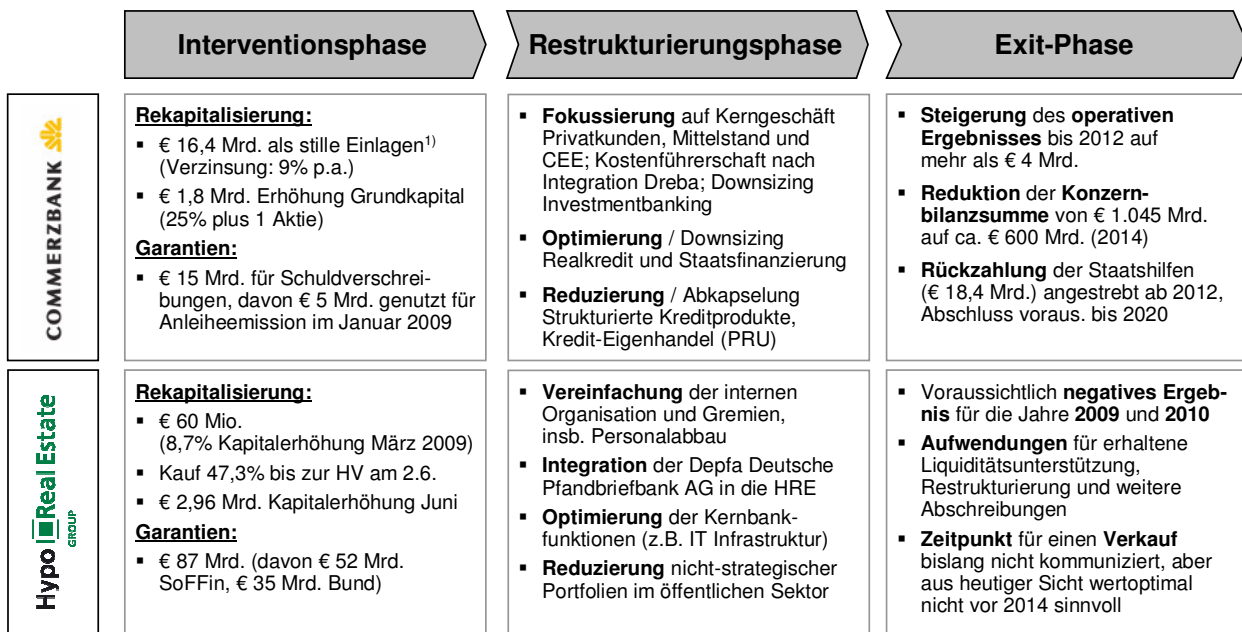 Interventionsphase
Restrukturierungsphase
Exit-Phase
COMMERZBANK
Rekapitalisierung:
▪ € 16,4 Mrd. als stille Einlagen1)
(Verzinsung: 9% p.a.)
▪ € 1,8 Mrd. Erhöhung Grundkapital
(25% plus 1 Aktie)
Garantien:
▪ € 15 Mrd. für Schuldverschrei-
bungen, davon € 5 Mrd. genutzt für
Anleiheemission im Januar 2009
▪ Fokussierung auf Kerngeschäft
Privatkunden, Mittelstand und
CEE; Kostenführerschaft nach
Integration Dreba; Downsizing
Investmentbanking
▪ Optimierung / Downsizing
Realkredit und Staatsfinanzierung
▪ Reduzierung / Abkapselung
Strukturierte Kreditprodukte,
Kredit-Eigenhandel (PRU)
▪ Steigerung des operativen
Ergebnisses bis 2012 auf
mehr als € 4 Mrd.
▪ Reduktion der Konzern-
bilanzsumme von € 1.045 Mrd.
auf ca. € 600 Mrd. (2014)
▪ Rückzahlung der Staatshilfen
(€ 18,4 Mrd.) angestrebt ab 2012,
Abschluss voraus. bis 2020
Hypo Real Estate
GROUP
Rekapitalisierung:
▪ € 60 Mio.
(8,7% Kapitalerhöhung März 2009)
▪ Kauf 47,3% bis zur HV am 2.6.
▪ € 2,96 Mrd. Kapitalerhöhung Juni
Garantien:
▪ € 87 Mrd. (davon € 52 Mrd.
SoFFin, € 35 Mrd. Bund)
▪ Vereinfachung der internen
Organisation und Gremien,
insb. Personalabbau
▪ Integration der Depfa Deutsche
Pfandbriefbank AG in die HRE
▪ Optimierung der Kernbank-
funktionen (z.B. IT Infrastruktur)
▪ Reduzierung nicht-strategischer
Portfolien im öffentlichen Sektor
▪ Voraussichtlich negatives Ergeb-
nis für die Jahre 2009 und 2010
▪ Aufwendungen für erhaltene
Liquiditätsunterstützung,
Restrukturierung und weitere
Abschreibungen
▪ Zeitpunkt für einen Verkauf
bislang nicht kommuniziert, aber
aus heutiger Sicht wertoptimal
nicht vor 2014 sinnvoll